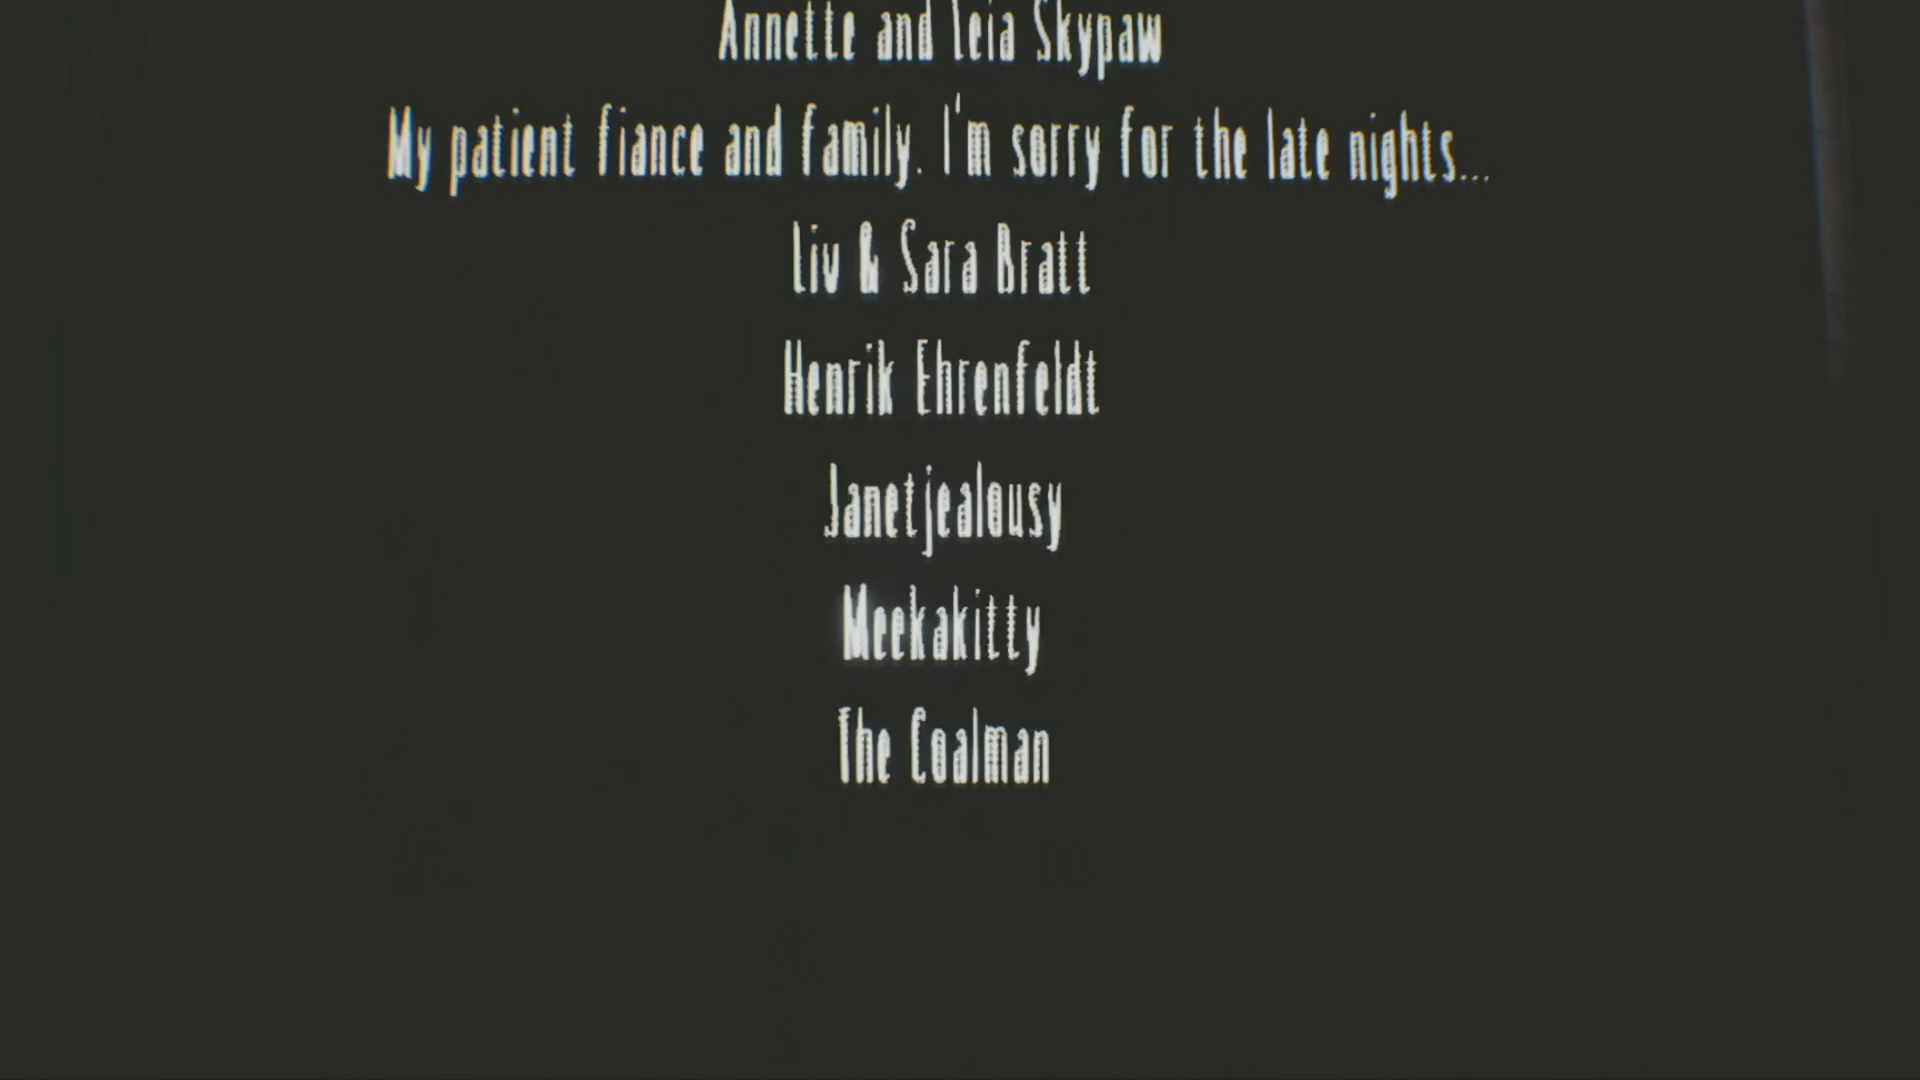 Annette and Leia Skypaw
My patient fiance and family. I'm sorry for the late nights...
Liv & Sara Bratt
Henrik Ehrenfeldt
Janetjealousy
Meekakitty
The Coalman